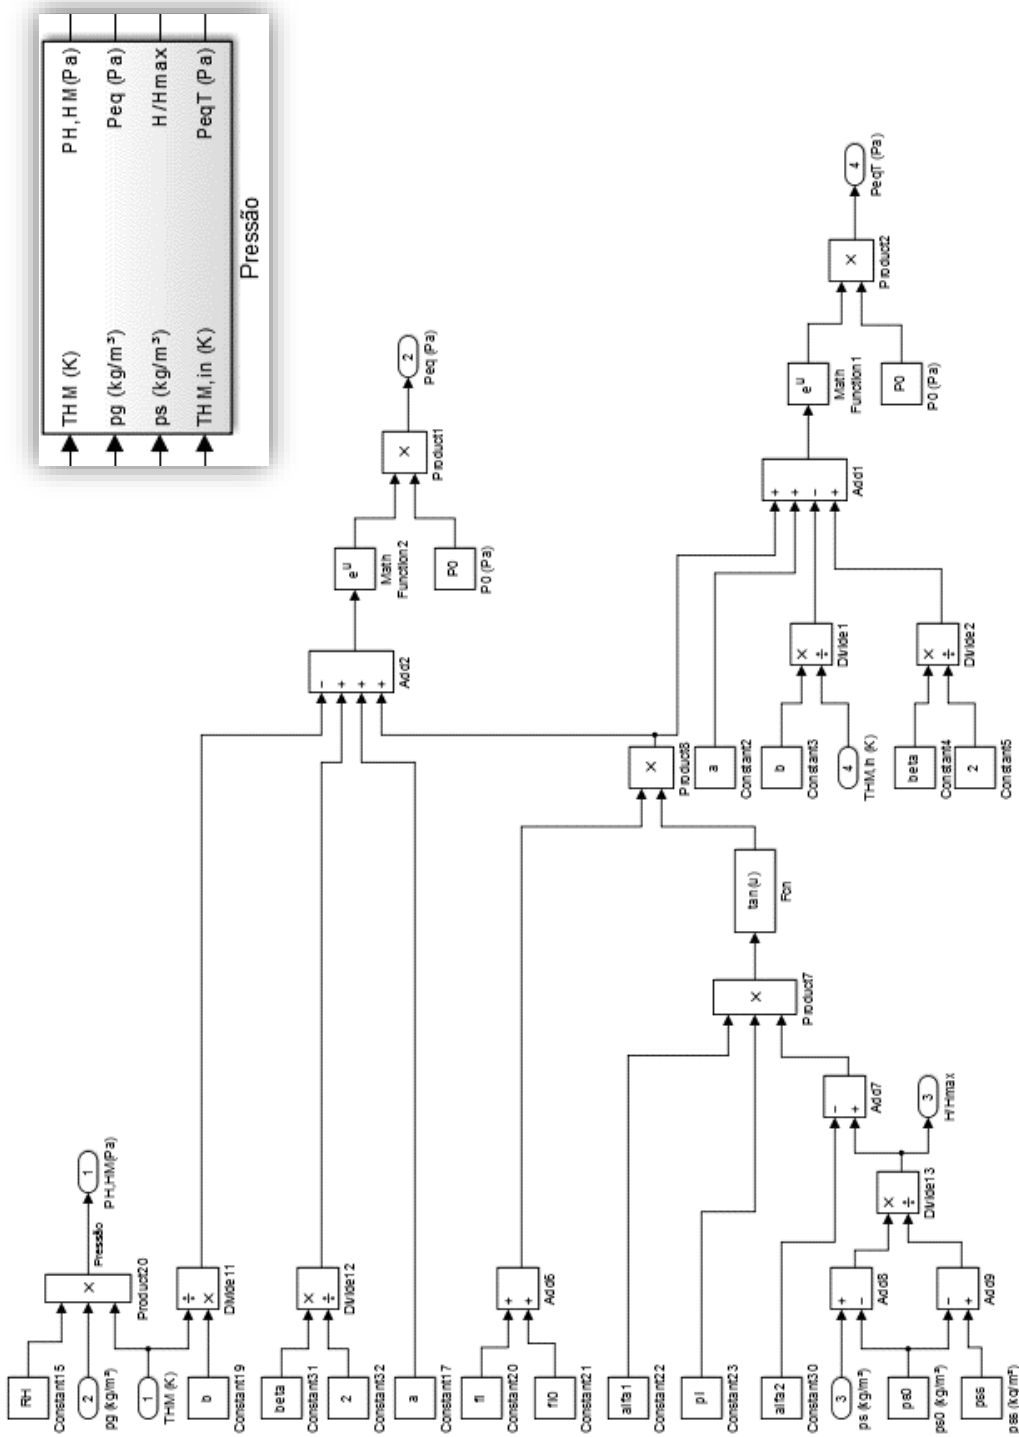 THM (K)
PH,HM(Pa)
pg (kg/m³)
Peq (Pa)
ps (kg/m³)
H/Hmax
THM,in (K)
PeqT (Pa)
Pressão
RH
Constant15
2
pg (kg/m³)
1
THM (K)
×
Product20
Pressão
1
PH,HM(Pa)
b
Constant19
÷
×
Divide11
beta
Constant31
2
Constant32
×
÷
Divide12
a
Constant17
−
+
+
+
Add2
eᵘ
Math
Function2
P0
P0 (Pa)
×
Product1
2
Peq (Pa)
fi
Constant20
fi0
Constant21
+
+
Add6
alfa1
Constant22
pi
Constant23
alfa2
Constant30
3
ps (kg/m³)
ps0
ps0 (kg/m³)
pss
pss (kg/m³)
+
−
Add8
−
+
Add9
×
÷
Divide13
−
+
Add7
3
H/Hmax
×
Product7
tan(u)
Fcn
×
Product8
a
Constant2
b
Constant3
4
THM,in (K)
×
÷
Divide1
beta
Constant4
2
Constant5
×
÷
Divide2
+
+
−
+
Add1
eᵘ
Math
Function1
P0
P0 (Pa)
×
Product2
4
PeqT (Pa)